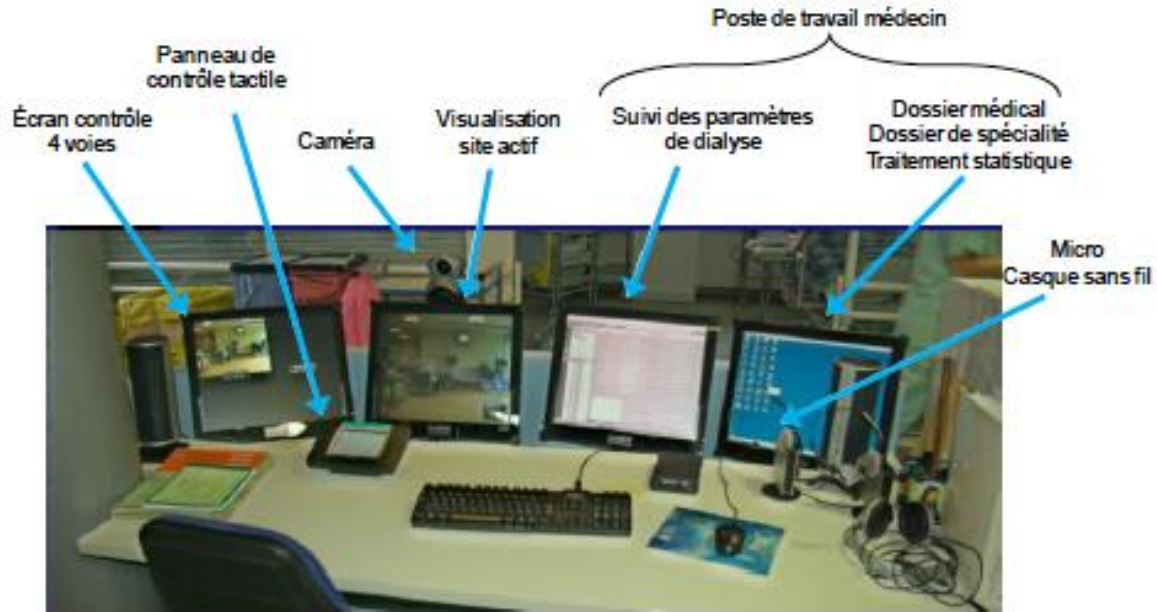 Poste de travail médecin
Panneau de
contrôle tactile
Écran contrôle
4 voies
Caméra
Visualisation
site actif
Suivi des paramètres
de dialyse
Dossier médical
Dossier de spécialité
Traitement statistique
Micro
Casque sans fil